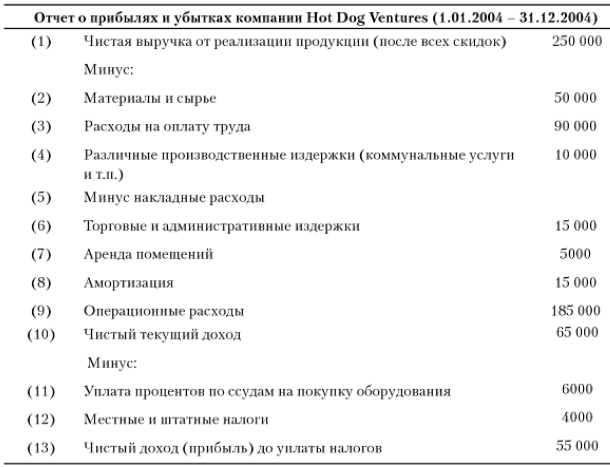 Отчет о прибылях и убытках компании Hot Dog Ventures (1.01.2004 – 31.12.2004)
(1) Чистая выручка от реализации продукции (после всех скидок) 250 000
Минус:
(2) Материалы и сырье 50 000
(3) Расходы на оплату труда 90 000
(4) Различные производственные издержки (коммунальные услуги 10 000
и т.п.)
(5) Минус накладные расходы
(6) Торговые и административные издержки 15 000
(7) Аренда помещений 5000
(8) Амортизация 15 000
(9) Операционные расходы 185 000
(10) Чистый текущий доход 65 000
Минус:
(11) Уплата процентов по ссудам на покупку оборудования 6000
(12) Местные и штатные налоги 4000
(13) Чистый доход (прибыль) до уплаты налогов 55 000